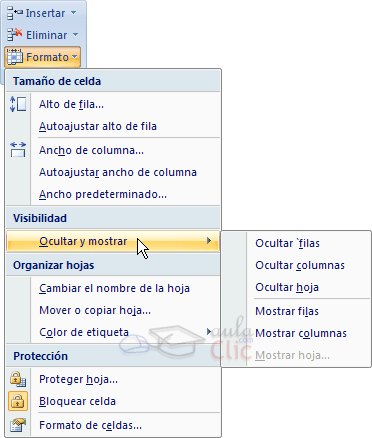 Insertar
Eliminar
Formato
Tamaño de celda
Alto de fila...
Autoajustar alto de fila
Ancho de columna...
Autoajustar ancho de columna
Ancho predeterminado...
Visibilidad
Ocultar y mostrar
Ocultar `filas
Ocultar columnas
Ocultar hoja
Mostrar filas
Mostrar columnas
Mostrar hoja...
Organizar hojas
Cambiar el nombre de la hoja
Mover o copiar hoja...
Color de etiqueta
aula
Clic
Protección
Proteger hoja...
Bloquear celda
Formato de celdas...